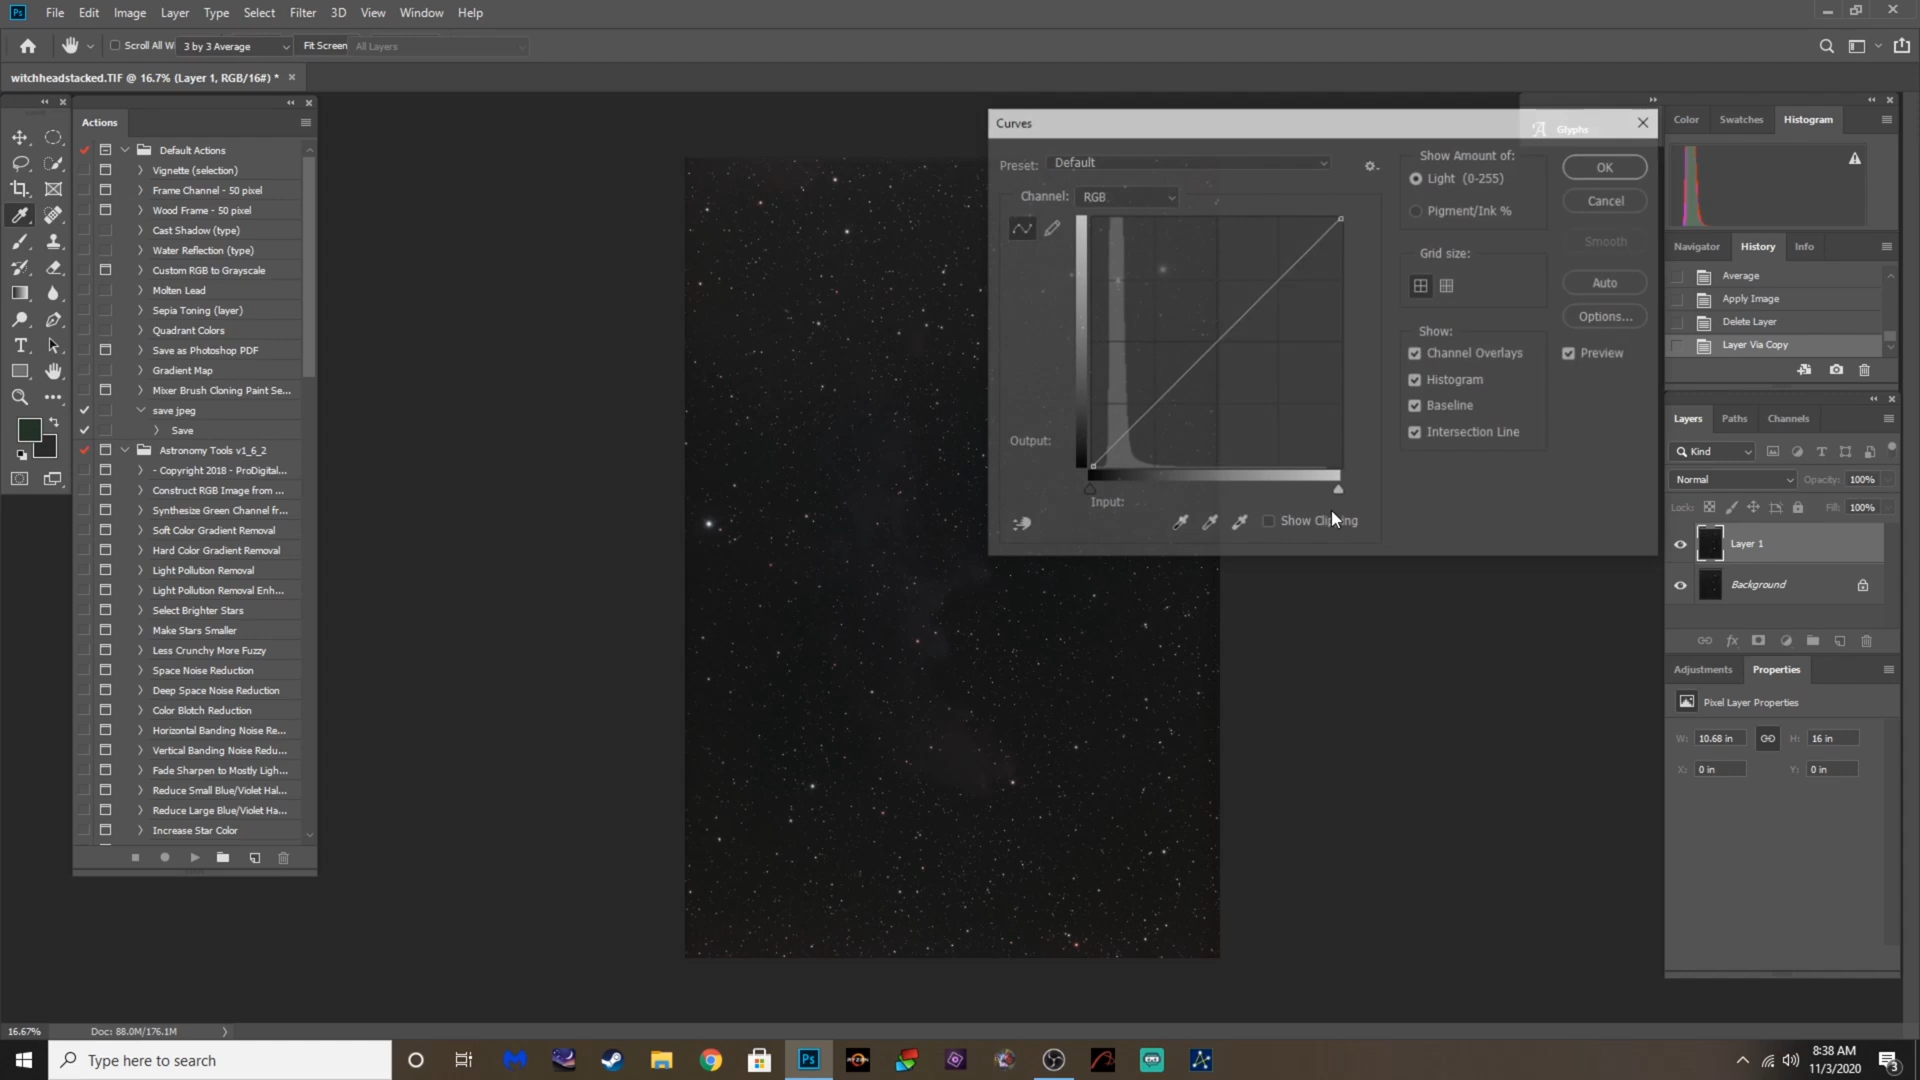 Ps File Edit Image Layer Type Select Filter 3D View Window Help
Scroll All W 3 by 3 Average Fit Screen All Layers
witchheadstacked.TIF @ 16.7% (Layer 1, RGB/16#) *
Actions
Default Actions
Vignette (selection)
Frame Channel - 50 pixel
Wood Frame - 50 pixel
Cast Shadow (type)
Water Reflection (type)
Custom RGB to Grayscale
Molten Lead
Sepia Toning (layer)
Quadrant Colors
Save as Photoshop PDF
Gradient Map
Mixer Brush Cloning Paint Se...
save jpeg
Save
Astronomy Tools v1_6_2
- Copyright 2018 - ProDigital...
Construct RGB Image from ...
Synthesize Green Channel fr...
Soft Color Gradient Removal
Hard Color Gradient Removal
Light Pollution Removal
Light Pollution Removal Enh...
Select Brighter Stars
Make Stars Smaller
Less Crunchy More Fuzzy
Space Noise Reduction
Deep Space Noise Reduction
Color Blotch Reduction
Horizontal Banding Noise Re...
Vertical Banding Noise Redu...
Fade Sharpen to Mostly Ligh...
Reduce Small Blue/Violet Hal...
Reduce Large Blue/Violet Ha...
Increase Star Color
Curves
Glyphs
Preset: Default
Channel: RGB
Output:
Input:
Show Clipping
Show Amount of:
Light (0-255)
Pigment/Ink %
Grid size:
Show:
Channel Overlays
Histogram
Baseline
Intersection Line
OK
Cancel
Smooth
Auto
Options...
Preview
Color Swatches Histogram
Navigator History Info
Average
Apply Image
Delete Layer
Layer Via Copy
Layers Paths Channels
Kind
Normal Opacity: 100%
Lock: Fill: 100%
Layer 1
Background
Adjustments Properties
Pixel Layer Properties
W: 10.68 in H: 16 in
X: 0 in Y: 0 in
16.67% Doc: 88.0M/176.1M
Type here to search
Ps
RYZEN
8:38 AM
11/3/2020
3